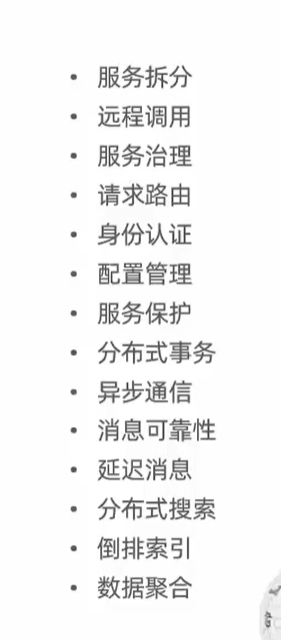 • 服务拆分
• 远程调用
• 服务治理
• 请求路由
• 身份认证
• 配置管理
• 服务保护
• 分布式事务
• 异步通信
• 消息可靠性
• 延迟消息
• 分布式搜索
• 倒排索引
• 数据聚合